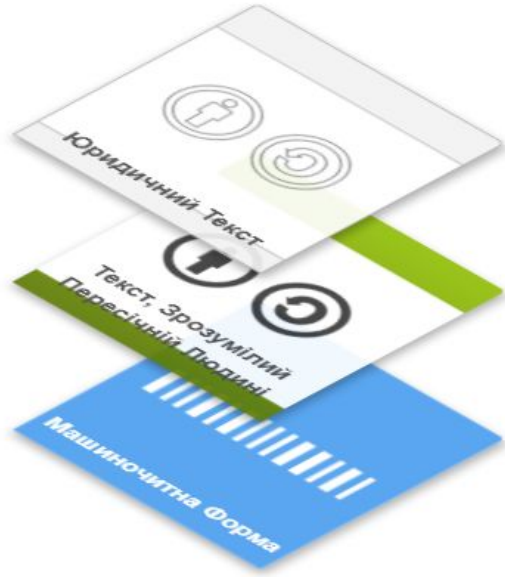 Юридичний Текст
Текст, Зрозумілий
Пересічній Людині
Машиночитна Форма